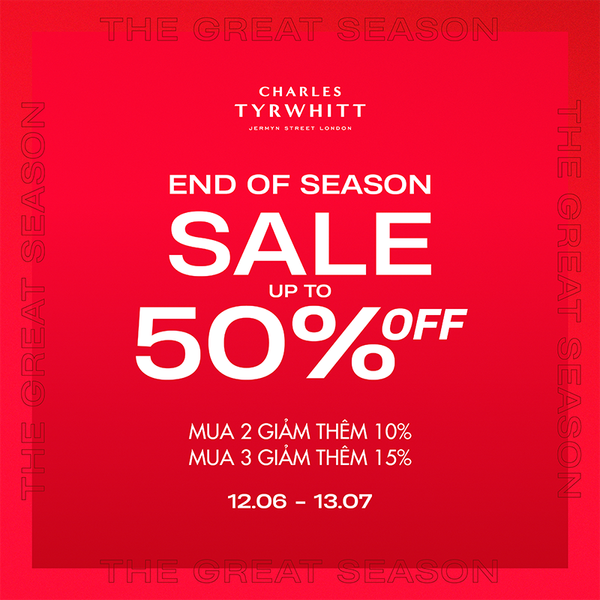 THE GREAT SEASON
CHARLES
TYRWHITT
JERMYN STREET LONDON
END OF SEASON
SALE
UP TO
50% OFF
MUA 2 GIẢM THÊM 10%
MUA 3 GIẢM THÊM 15%
12.06 - 13.07
THE GREAT SEASON
THE GREAT SEASON
THE GREAT SEASON